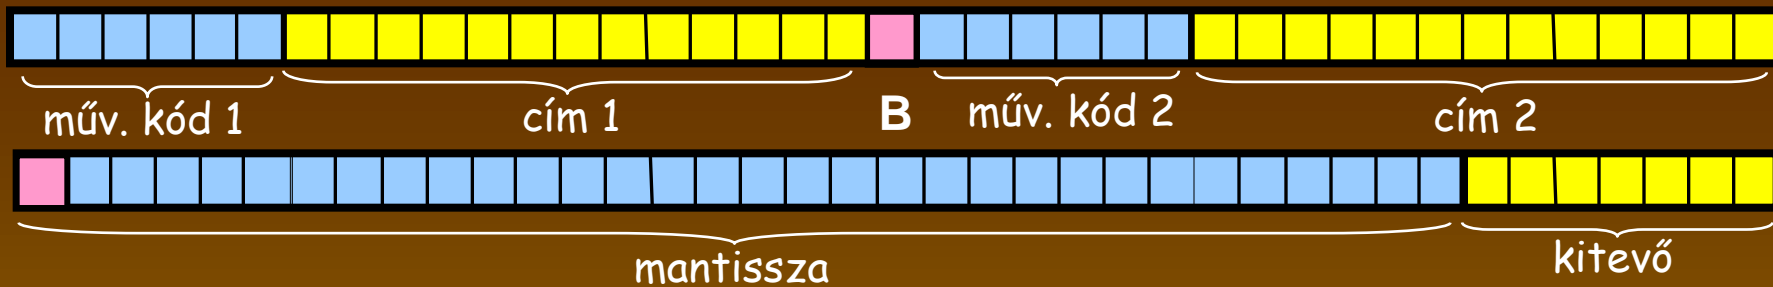 műv. kód 1 cím 1 B műv. kód 2 cím 2
mantissza kitevő